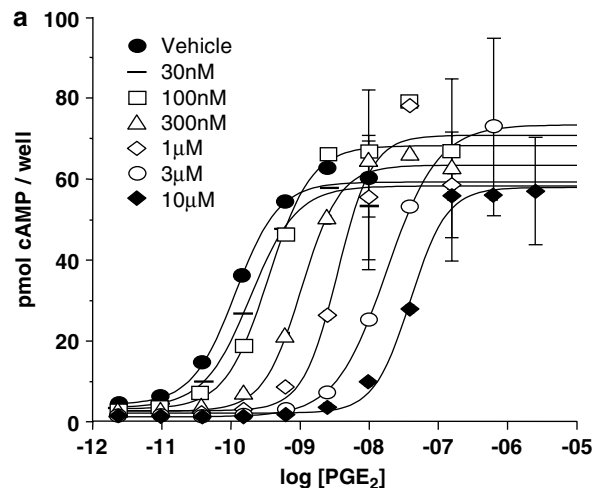 a
Vehicle
30nM
100nM
300nM
1μM
3μM
10μM
pmol cAMP / well
100
80
60
40
20
0
-12 -11 -10 -09 -08 -07 -06 -05
log [PGE₂]